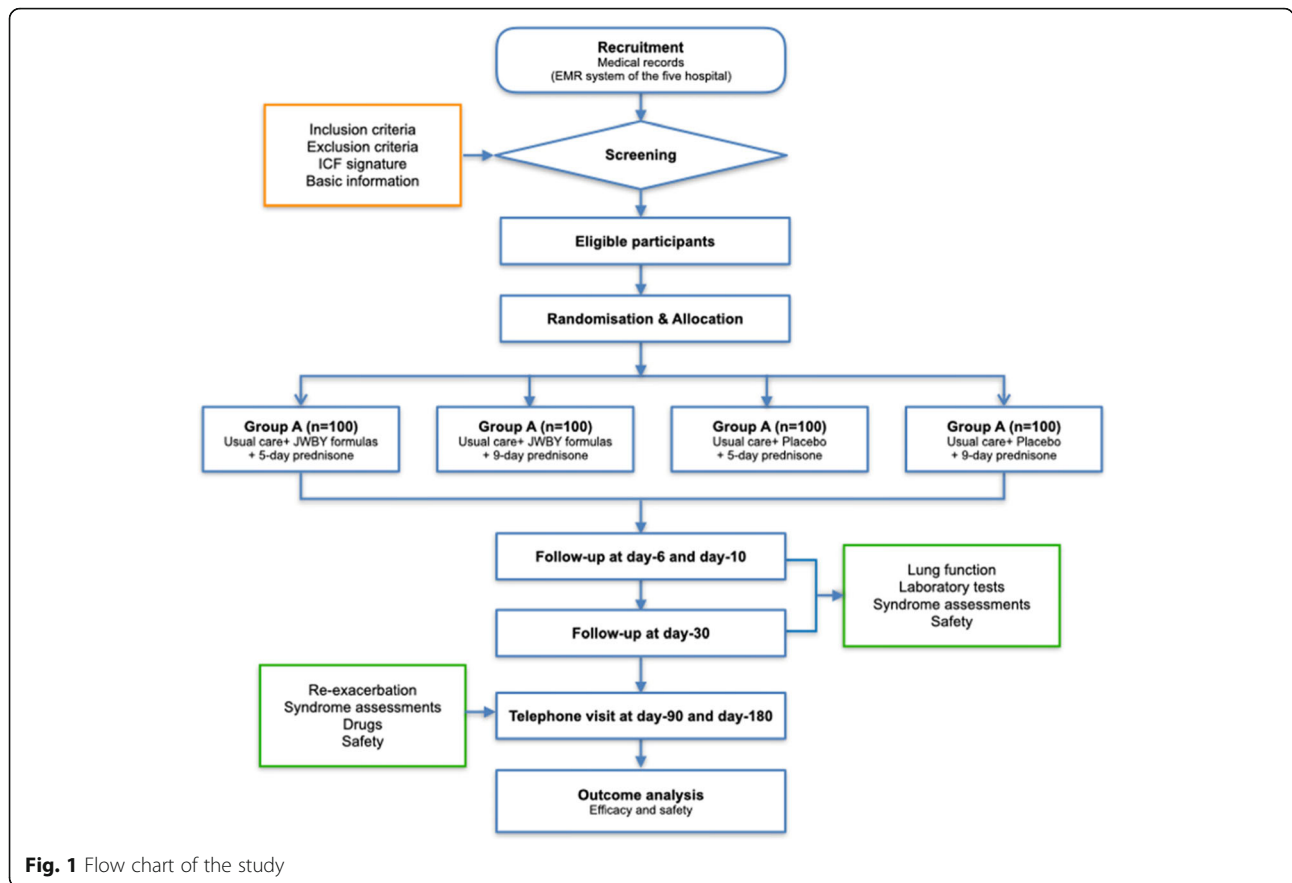 Recruitment
Medical records
(EMR system of the five hospital)
Inclusion criteria
Exclusion criteria
ICF signature
Basic information
Screening
Eligible participants
Randomisation & Allocation
Group A (n=100)
Usual care+ JWBY formulas
+ 5-day prednisone
Group A (n=100)
Usual care+ JWBY formulas
+ 9-day prednisone
Group A (n=100)
Usual care+ Placebo
+ 5-day prednisone
Group A (n=100)
Usual care+ Placebo
+ 9-day prednisone
Follow-up at day-6 and day-10
Lung function
Laboratory tests
Syndrome assessments
Safety
Follow-up at day-30
Re-exacerbation
Syndrome assessments
Drugs
Safety
Telephone visit at day-90 and day-180
Outcome analysis
Efficacy and safety
Fig. 1 Flow chart of the study